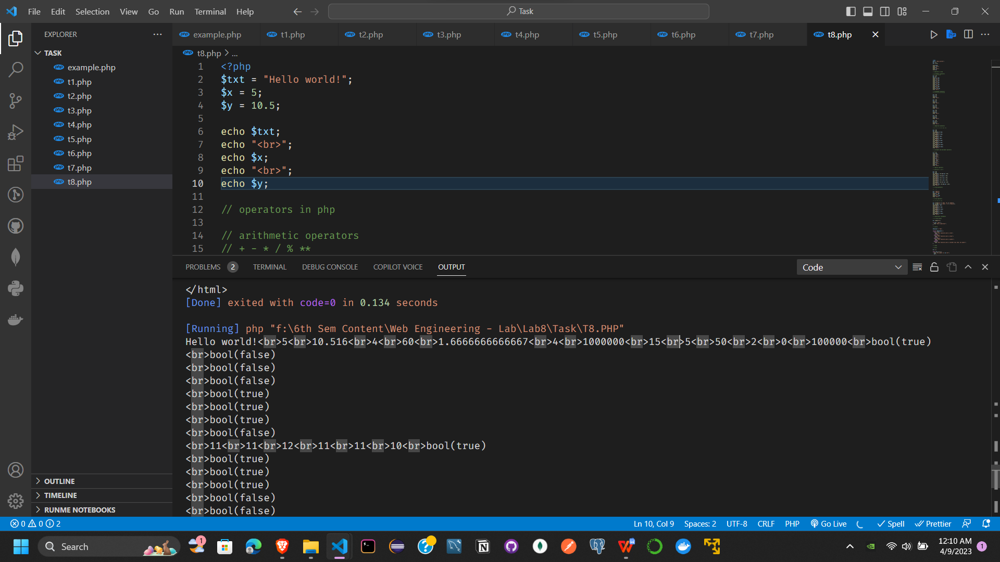 File Edit Selection View Go Run Terminal Help
Task
EXPLORER
TASK
example.php
t1.php
t2.php
t3.php
t4.php
t5.php
t6.php
t7.php
t8.php
OUTLINE
TIMELINE
RUNME NOTEBOOKS
example.php t1.php t2.php t3.php t4.php t5.php t6.php t7.php t8.php
t8.php > ...
1 <?php
2 $txt = "Hello world!";
3 $x = 5;
4 $y = 10.5;
5
6 echo $txt;
7 echo "<br>";
8 echo $x;
9 echo "<br>";
10 echo $y;
11
12 // operators in php
13
14 // arithmetic operators
15 // + - * / % **
PROBLEMS 2 TERMINAL DEBUG CONSOLE COPILOT VOICE OUTPUT
Code
</html>
[Done] exited with code=0 in 0.134 seconds
[Running] php "f:\6th Sem Content\Web Engineering - Lab\Lab8\Task\T8.PHP"
Hello world!<br>5<br>10.516<br>4<br>60<br>1.6666666666667<br>4<br>1000000<br>15<br>5<br>50<br>2<br>0<br>100000<br>bool(true)
<br>bool(false)
<br>bool(false)
<br>bool(false)
<br>bool(true)
<br>bool(true)
<br>bool(true)
<br>bool(false)
<br>11<br>11<br>12<br>11<br>11<br>10<br>bool(true)
<br>bool(true)
<br>bool(true)
<br>bool(true)
<br>bool(false)
<br>bool(false)
0 0 2
Ln 10, Col 9 Spaces: 2 UTF-8 CRLF PHP Go Live Spell Prettier
Search
1
12:10 AM
4/9/2023
1